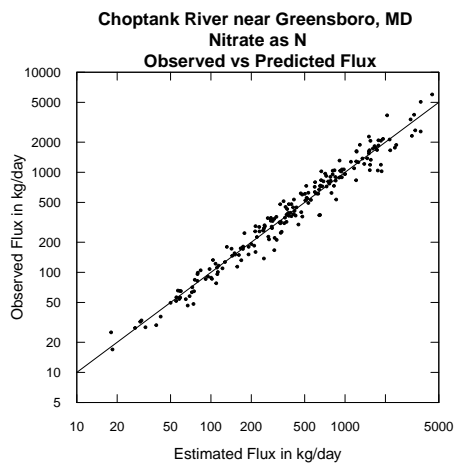 Choptank River near Greensboro, MD
Nitrate as N
Observed vs Predicted Flux
10000
5000
2000
1000
500
200
100
50
20
10
5
Observed Flux in kg/day
10 20 50 100 200 500 1000 5000
Estimated Flux in kg/day